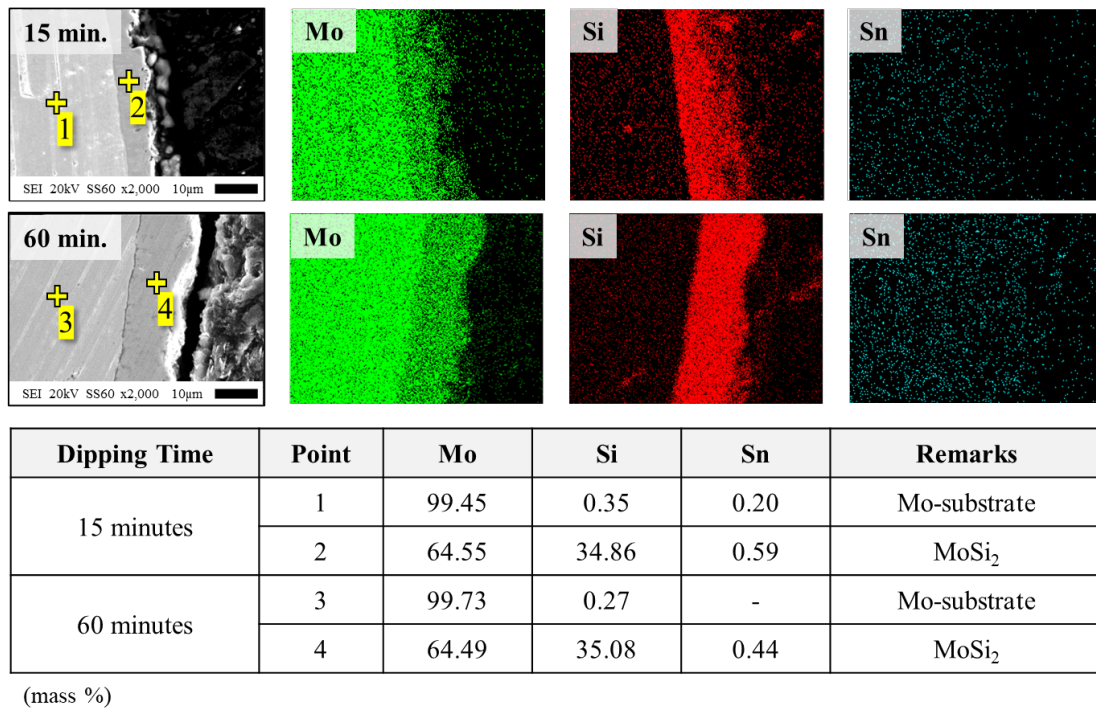 15 min.
Mo
Si
Sn
1
2
SEI 20kV SS60 x2,000 10μm
60 min.
Mo
Si
Sn
3
4
SEI 20kV SS60 x2,000 10μm
Dipping Time Point Mo Si Sn Remarks
15 minutes 1 99.45 0.35 0.20 Mo-substrate
2 64.55 34.86 0.59 MoSi₂
60 minutes 3 99.73 0.27 - Mo-substrate
4 64.49 35.08 0.44 MoSi₂
(mass %)